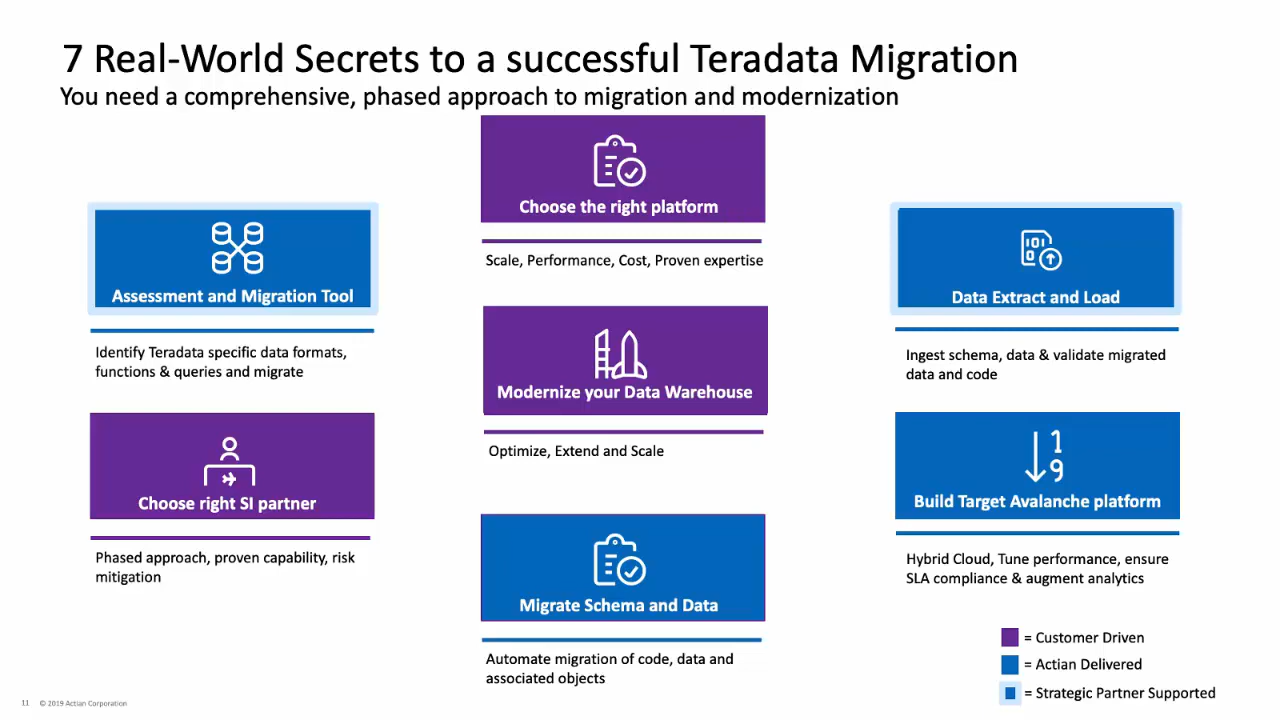 7 Real-World Secrets to a successful Teradata Migration
You need a comprehensive, phased approach to migration and modernization
Assessment and Migration Tool
Identify Teradata specific data formats,
functions & queries and migrate
Choose right SI partner
Phased approach, proven capability, risk
mitigation
Choose the right platform
Scale, Performance, Cost, Proven expertise
Modernize your Data Warehouse
Optimize, Extend and Scale
Migrate Schema and Data
Automate migration of code, data and
associated objects
Data Extract and Load
Ingest schema, data & validate migrated
data and code
1
9
Build Target Avalanche platform
Hybrid Cloud, Tune performance, ensure
SLA compliance & augment analytics
= Customer Driven
= Actian Delivered
= Strategic Partner Supported
11 © 2019 Actian Corporation